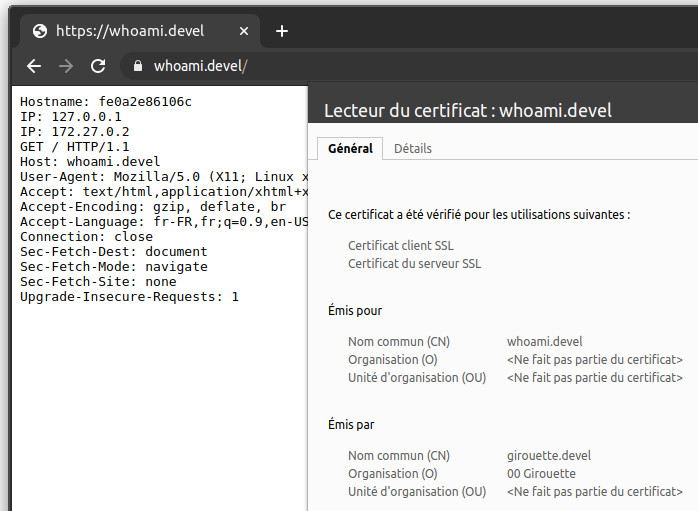 https://whoami.devel
whoami.devel/
Hostname: fe0a2e86106c
IP: 127.0.0.1
IP: 172.27.0.2
GET / HTTP/1.1
Host: whoami.devel
User-Agent: Mozilla/5.0 (X11; Linux x
Accept: text/html,application/xhtml+x
Accept-Encoding: gzip, deflate, br
Accept-Language: fr-FR,fr;q=0.9,en-US
Connection: close
Sec-Fetch-Dest: document
Sec-Fetch-Mode: navigate
Sec-Fetch-Site: none
Upgrade-Insecure-Requests: 1
Lecteur du certificat : whoami.devel
Général Détails
Ce certificat a été vérifié pour les utilisations suivantes :
Certificat client SSL
Certificat du serveur SSL
Émis pour
Nom commun (CN) whoami.devel
Organisation (O) <Ne fait pas partie du certificat>
Unité d'organisation (OU) <Ne fait pas partie du certificat>
Émis par
Nom commun (CN) girouette.devel
Organisation (O) 00 Girouette
Unité d'organisation (OU) <Ne fait pas partie du certificat>